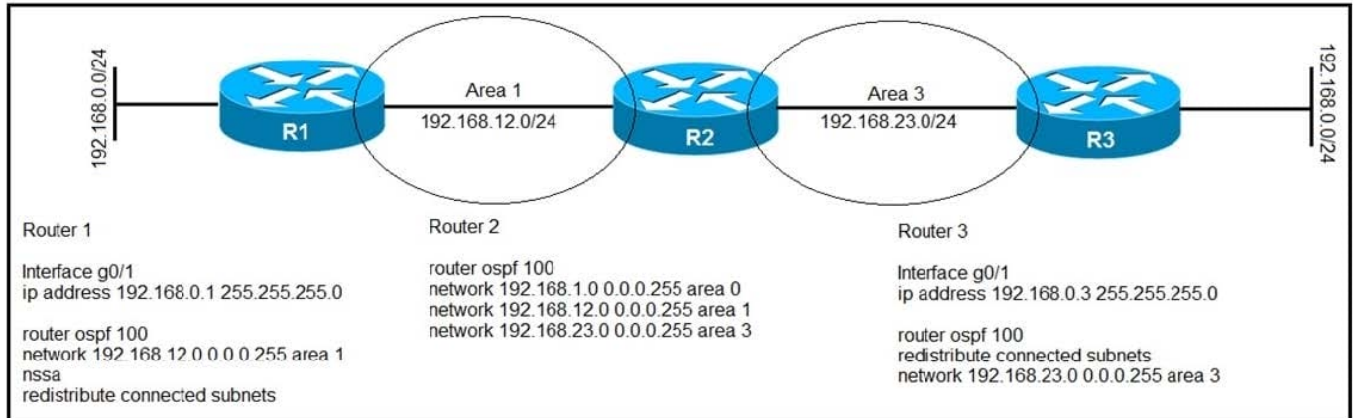 192.168.0.0/24
R1
Area 1
192.168.12.0/24
R2
Area 3
192.168.23.0/24
R3
192.168.0.0/24
Router 1
Interface g0/1
ip address 192.168.0.1 255.255.255.0
router ospf 100
network 192.168.12.0 0.0.0.255 area 1
nssa
redistribute connected subnets
Router 2
router ospf 100
network 192.168.1.0 0.0.0.255 area 0
network 192.168.12.0 0.0.0.255 area 1
network 192.168.23.0 0.0.0.255 area 3
Router 3
Interface g0/1
ip address 192.168.0.3 255.255.255.0
router ospf 100
redistribute connected subnets
network 192.168.23.0 0.0.0.255 area 3